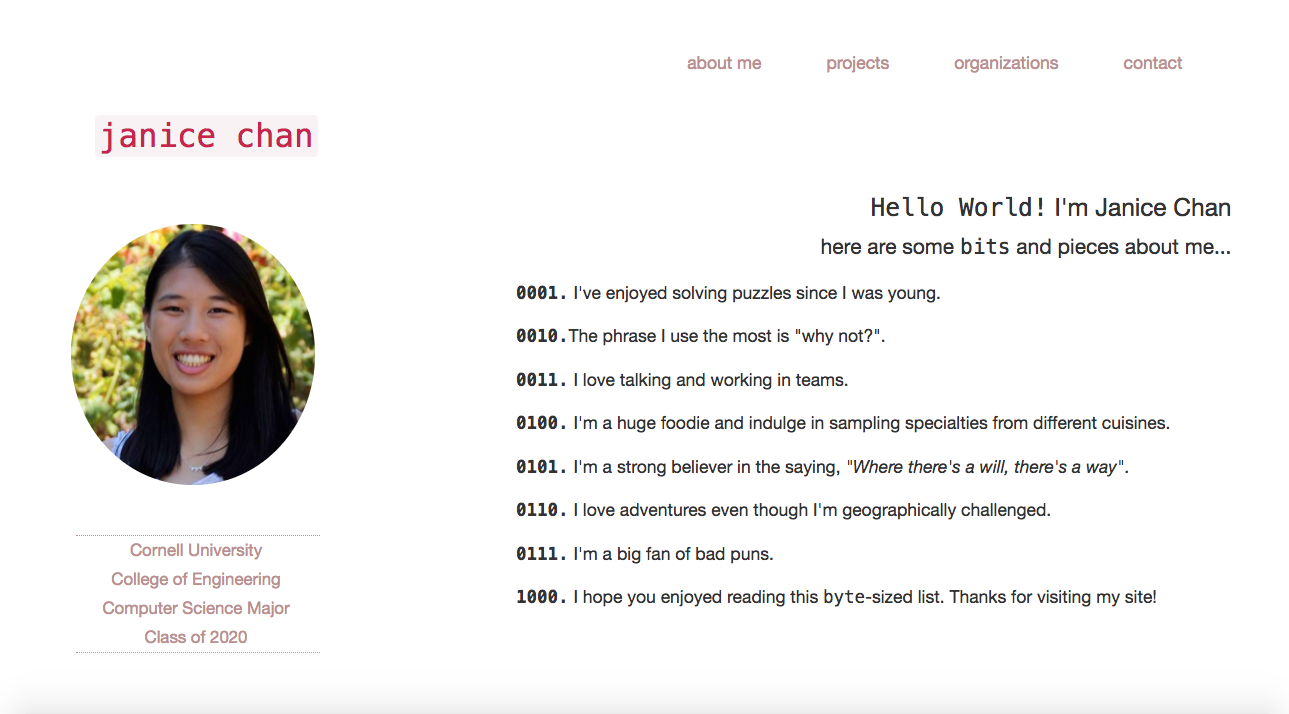 about me projects organizations contact
janice chan
Hello World! I'm Janice Chan
here are some bits and pieces about me...
0001. I've enjoyed solving puzzles since I was young.
0010.The phrase I use the most is "why not?".
0011. I love talking and working in teams.
0100. I'm a huge foodie and indulge in sampling specialties from different cuisines.
0101. I'm a strong believer in the saying, "Where there's a will, there's a way".
0110. I love adventures even though I'm geographically challenged.
0111. I'm a big fan of bad puns.
1000. I hope you enjoyed reading this byte-sized list. Thanks for visiting my site!
Cornell University
College of Engineering
Computer Science Major
Class of 2020